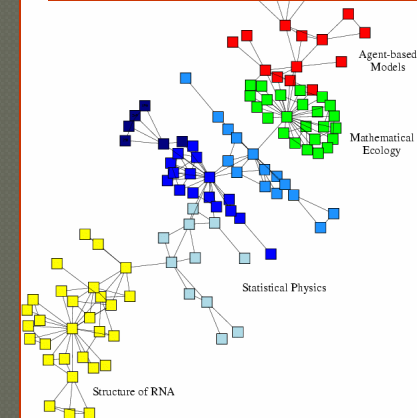 Agent-based
Models
Mathematical
Ecology
Statistical Physics
Structure of RNA